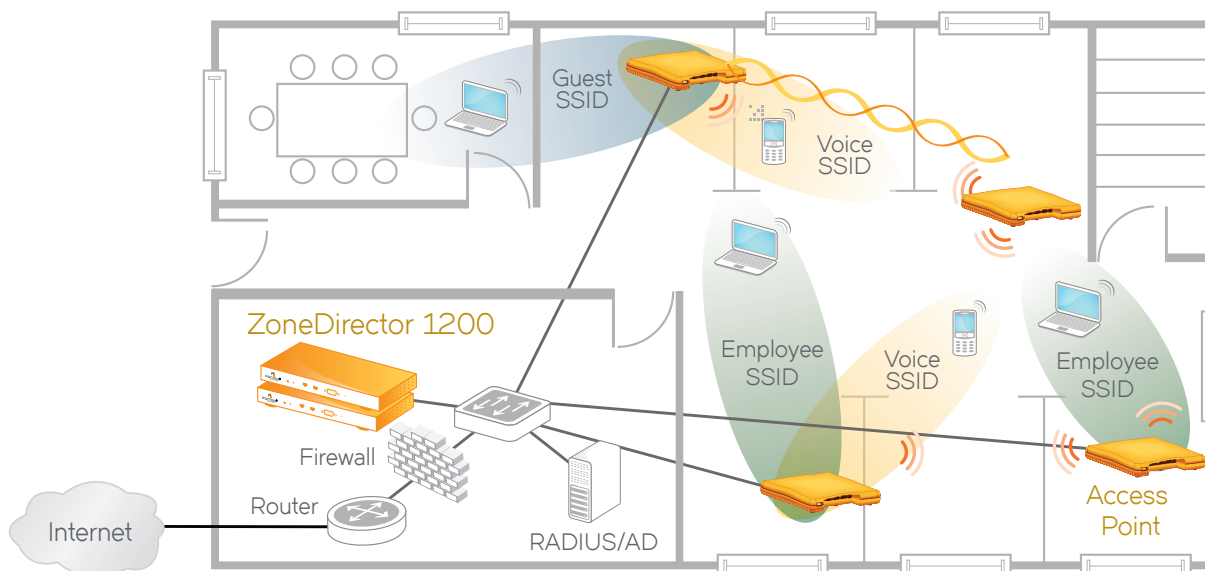 Guest
SSID
Voice
SSID
ZoneDirector 1200
Employee
SSID
Voice
SSID
Employee
SSID
Firewall
Router
Internet
RADIUS/AD
Access
Point